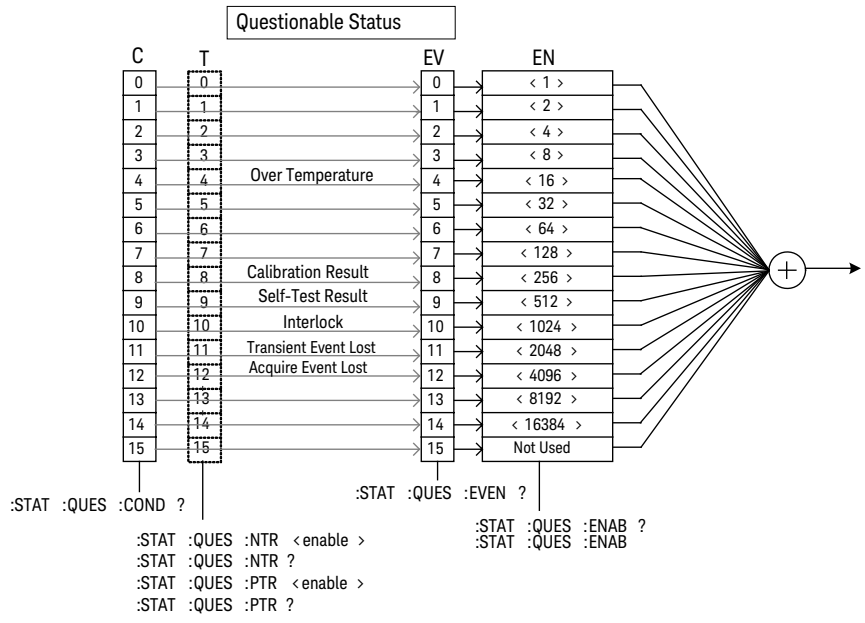 Questionable Status
C T EV EN
0 0 0 < 1 >
1 1 1 < 2 >
2 2 2 < 4 >
3 3 3 < 8 >
4 4 Over Temperature 4 < 16 >
5 5 5 < 32 >
6 6 6 < 64 >
7 7 7 < 128 >
8 8 Calibration Result 8 < 256 >
9 9 Self-Test Result 9 < 512 >
10 10 Interlock 10 < 1024 >
11 11 Transient Event Lost 11 < 2048 >
12 12 Acquire Event Lost 12 < 4096 >
13 13 13 < 8192 >
14 14 14 < 16384 >
15 15 15 Not Used
:STAT :QUES :COND ?
:STAT :QUES :EVEN ?
:STAT :QUES :NTR < enable >
:STAT :QUES :NTR ?
:STAT :QUES :PTR < enable >
:STAT :QUES :PTR ?
:STAT :QUES :ENAB ?
:STAT :QUES :ENAB